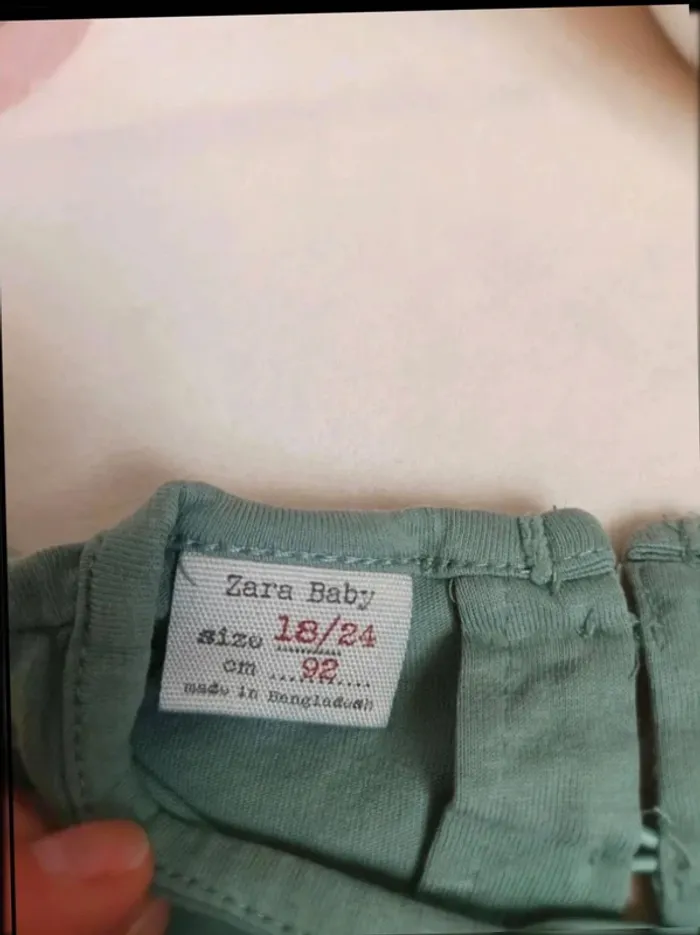 Zara Baby
size 18/24
cm ...92....
made in Bangladesh